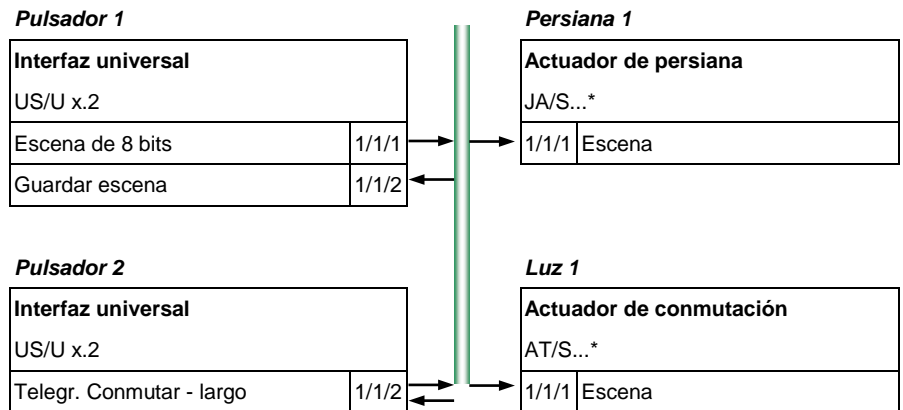 Pulsador 1
Interfaz universal
US/U x.2
Escena de 8 bits 1/1/1
Guardar escena 1/1/2
Persiana 1
Actuador de persiana
JA/S...*
1/1/1 Escena
Pulsador 2
Interfaz universal
US/U x.2
Telegr. Conmutar - largo 1/1/2
Luz 1
Actuador de conmutación
AT/S...*
1/1/1 Escena